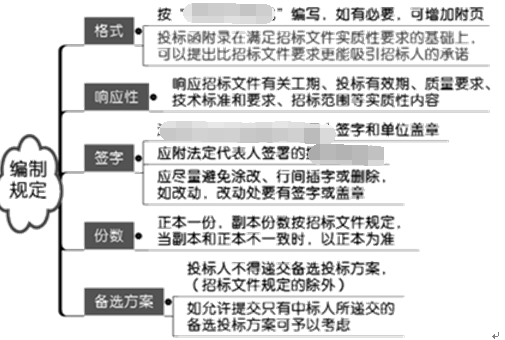 编制
规定
格式
按“ ”编写，如有必要，可增加附页
投标函附录在满足招标文件实质性要求的基础上，
可以提出比招标文件要求更能吸引招标人的承诺
响应性
响应招标文件有关工期、投标有效期、质量要求、
技术标准和要求、招标范围等实质性内容
签字
签字和单位盖章
应附法定代表人签署的
应尽量避免涂改、行间插字或删除，
如改动，改动处要有签字或盖章
份数
正本一份，副本份数按招标文件规定，
当副本和正本不一致时，以正本为准
备选方案
投标人不得递交备选投标方案，
（招标文件规定的除外）
如允许提交只有中标人所递交的
备选投标方案可予以考虑